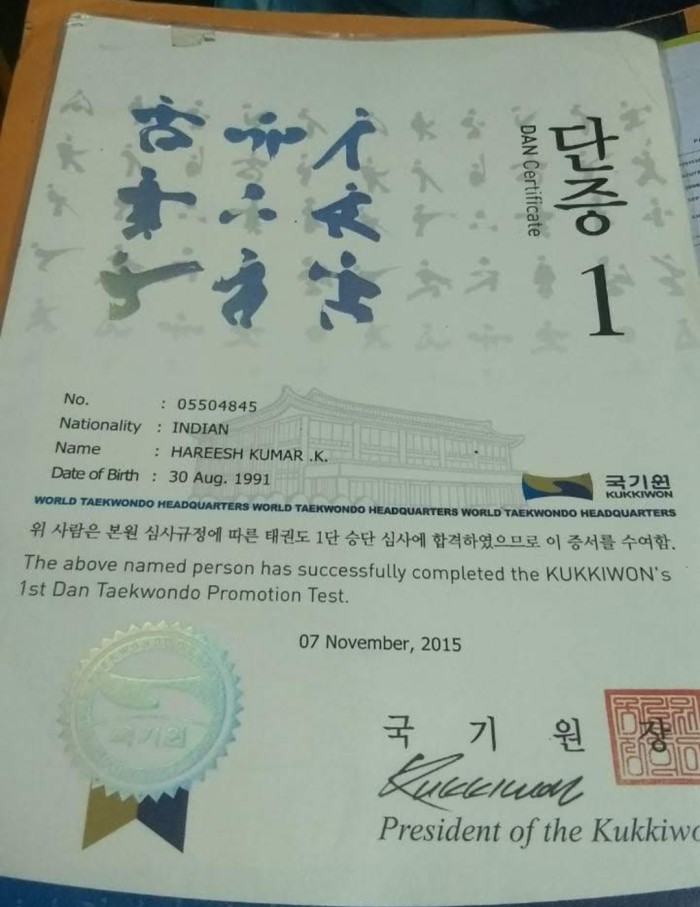 단증 1
DAN Certificate
No. : 05504845
Nationality : INDIAN
Name : HAREESH KUMAR .K.
Date of Birth : 30 Aug. 1991
국기원
KUKKIWON
WORLD TAEKWONDO HEADQUARTERS WORLD TAEKWONDO HEADQUARTERS WORLD TAEKWONDO HEADQUARTERS
위 사람은 본원 심사규정에 따른 태권도 1단 승단 심사에 합격하였으므로 이 증서를 수여함.
The above named person has successfully completed the KUKKIWON's
1st Dan Taekwondo Promotion Test.
07 November, 2015
국기원
국 기 원 장
Kukkiwon
President of the Kukkiwo